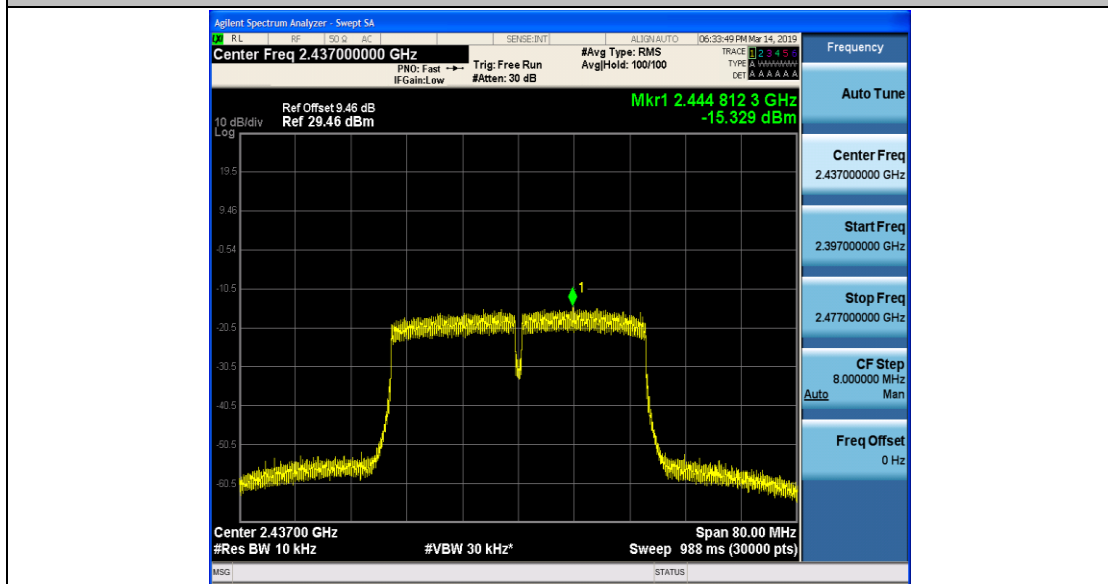 Agilent Spectrum Analyzer - Swept SA
RL RF 50 Ω AC SENSE:INT ALIGNAUTO 06:33:49 PM Mar 14, 2019
Center Freq 2.437000000 GHz
PNO: Fast
IFGain:Low
Trig: Free Run
#Atten: 30 dB
#Avg Type: RMS
Avg|Hold: 100/100
TRACE 1 2 3 4 5 6
TYPE A WWWWW
DET A A A A A A
Frequency
Ref Offset 9.46 dB
10 dB/div Ref 29.46 dBm
Log
Mkr1 2.444 812 3 GHz
-15.329 dBm
19.5
9.46
-0.54
-10.5
-20.5
-30.5
-40.5
-50.5
-60.5
1
Center 2.43700 GHz
Span 80.00 MHz
#Res BW 10 kHz
#VBW 30 kHz*
Sweep 988 ms (30000 pts)
Auto Tune
Center Freq
2.437000000 GHz
Start Freq
2.397000000 GHz
Stop Freq
2.477000000 GHz
CF Step
8.000000 MHz
Auto Man
Freq Offset
0 Hz
MSG
STATUS